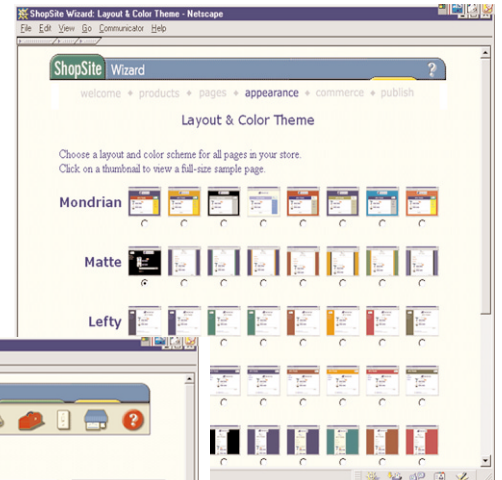 ShopSite Wizard: Layout & Color Theme - Netscape
File Edit View Go Communicator Help
ShopSite Wizard ?
welcome • products • pages • appearance • commerce • publish
Layout & Color Theme
Choose a layout and color scheme for all pages in your store.
Click on a thumbnail to view a full-size sample page.
Mondrian
Matte
Lefty
?